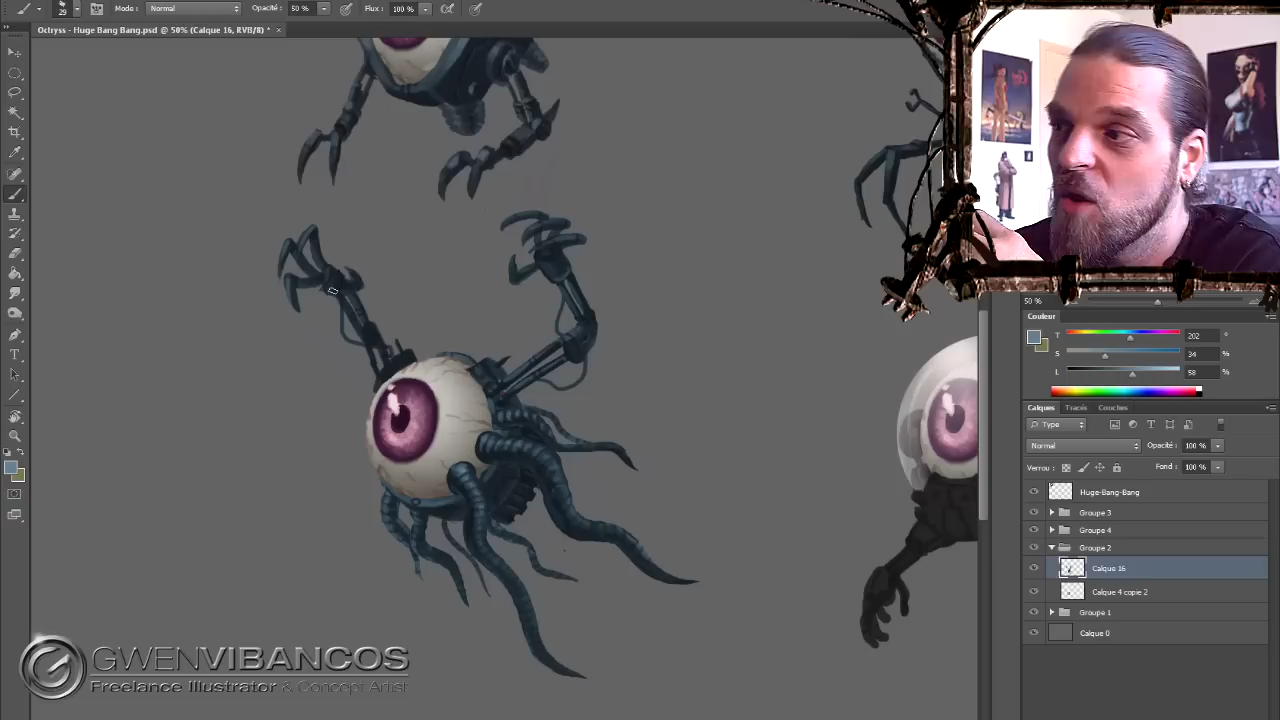 29 Mode : Normal Opacité : 50 % Flux : 100 %
Octryss - Huge Bang Bang.psd @ 50% (Calque 16, RVB/8) * ×
50 %
Couleur
T 202 °
S 34 %
L 58 %
Calques Tracés Couches
Type
Normal Opacité : 100 %
Verrou : Fond : 100 %
Huge-Bang-Bang
Groupe 3
Groupe 4
Groupe 2
Calque 16
Calque 4 copie 2
Groupe 1
Calque 0
GWENVIBANCOS
Freelance Illustrator & Concept Artist